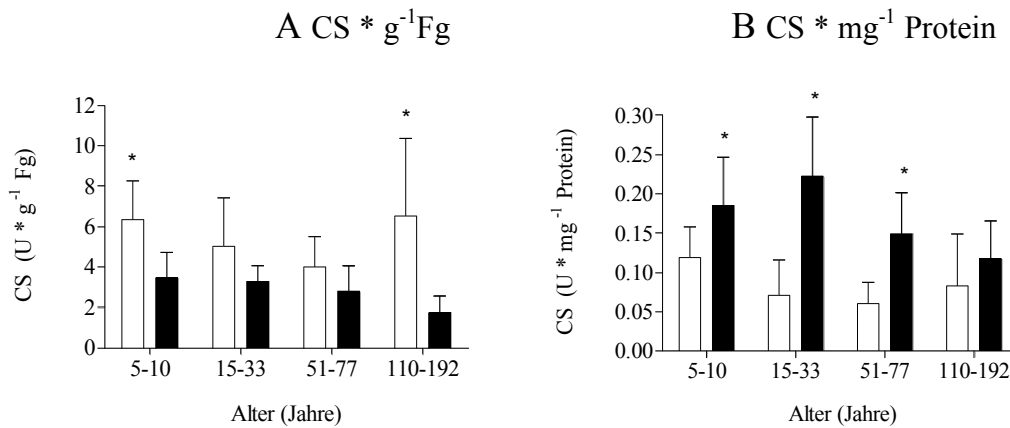 A CS * g⁻¹Fg
CS (U * g⁻¹ Fg)
12
10
8
6
4
2
0
*
*
5-10 15-33 51-77 110-192
Alter (Jahre)
B CS * mg⁻¹ Protein
CS (U * mg⁻¹ Protein)
0.30
0.25
0.20
0.15
0.10
0.05
0.00
*
*
*
5-10 15-33 51-77 110-192
Alter (Jahre)